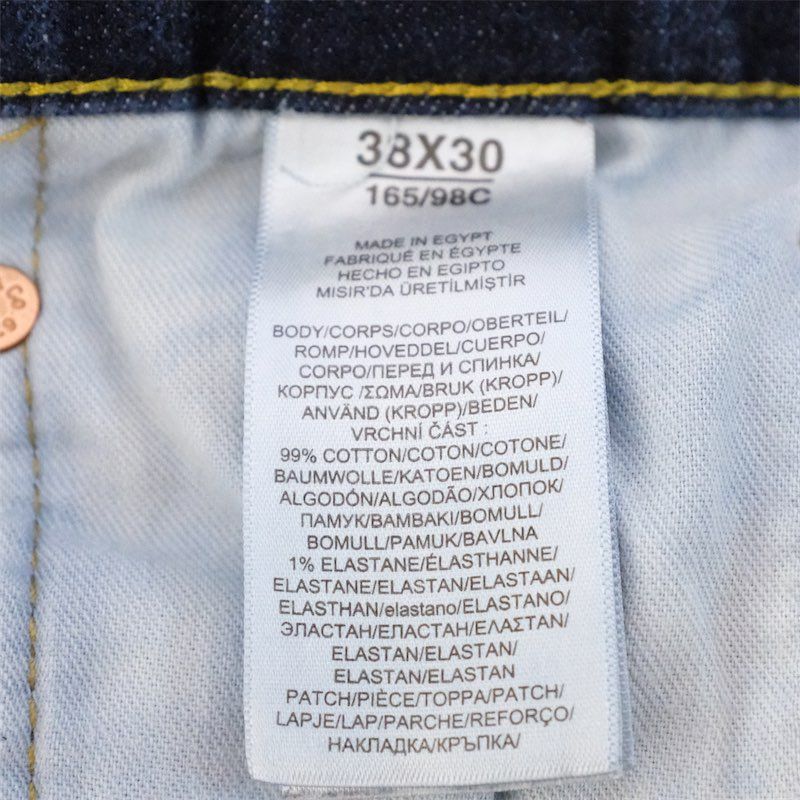 38X30
165/98C
MADE IN EGYPT
FABRIQUÉ EN ÉGYPTE
HECHO EN EGIPTO
MISIR'DA ÜRETİLMİŞTİR
BODY/CORPS/CORPO/OBERTEIL/
ROMP/HOVEDDEL/CUERPO/
CORPO/ПЕРЕД И СПИНКА/
КОРПУС /ΣΩΜΑ/BRUK (KROPP)/
ANVÄND (KROPP)/BEDEN/
VRCHNÍ ČÁST :
99% COTTON/COTON/COTONE/
BAUMWOLLE/KATOEN/BOMULD/
ALGODÓN/ALGODÃO/ХЛОПОК/
ПАМУК/ΒΑΜΒΑΚΙ/BOMULL/
BOMULL/PAMUK/BAVLNA
1% ELASTANE/ÉLASTHANNE/
ELASTANE/ELASTAN/ELASTAAN/
ELASTHAN/elastano/ELASTANO/
ЭЛАСТАН/ЕЛАСТАН/ΕΛΑΣΤΑΝ/
ELASTAN/ELASTAN/
ELASTAN/ELASTAN
PATCH/PIÈCE/TOPPA/PATCH/
LAPJE/LAP/PARCHE/REFORÇO/
НАКЛАДКА/КРЪПКА/